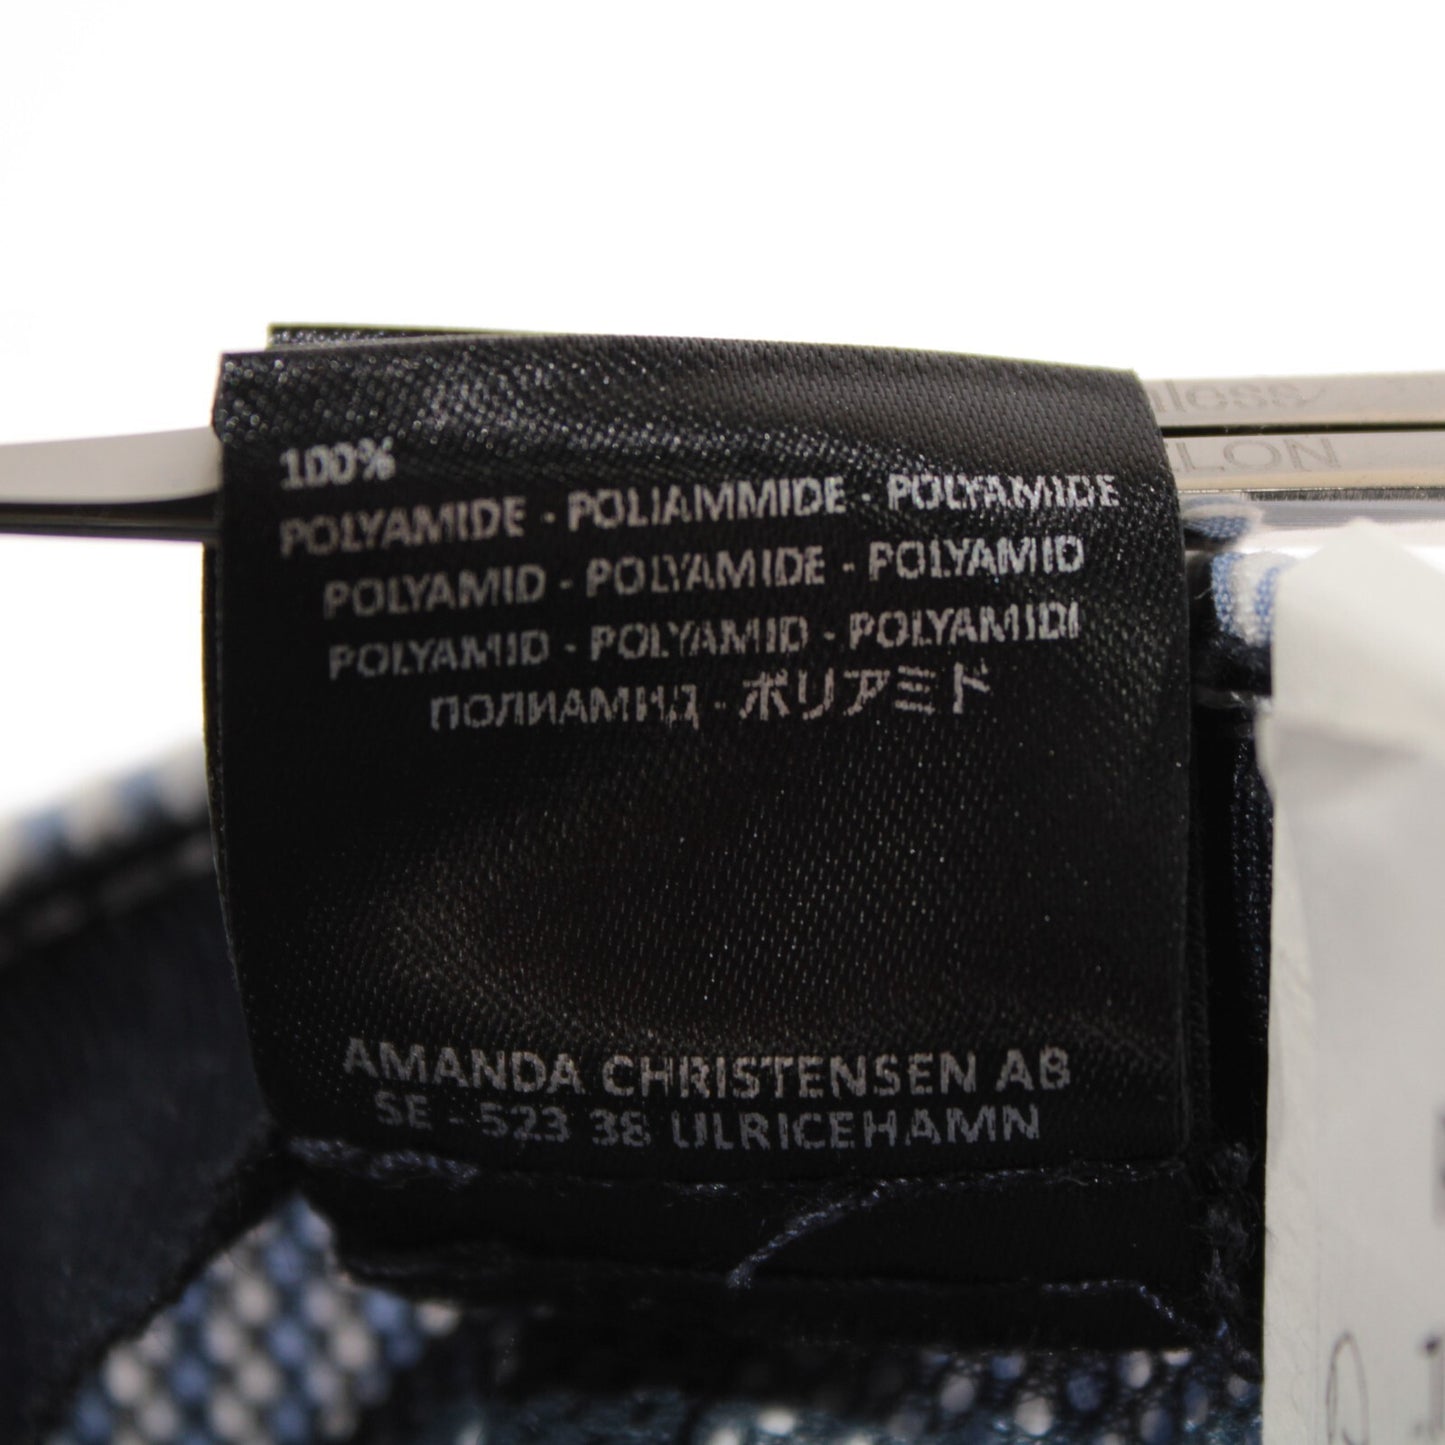 100%
POLYAMIDE - POLIAMMIDE - POLYAMIDE
POLYAMID - POLYAMIDE - POLYAMID
POLYAMID - POLYAMID - POLYAMIDI
ПОЛИАМИД - ポリアミド
AMANDA CHRISTENSEN AB
SE - 523 38 ULRICEHAMN